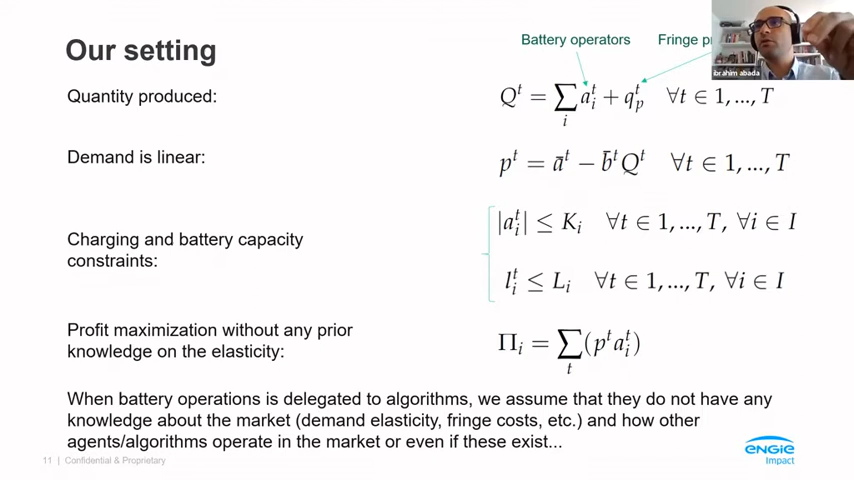 Our setting
Battery operators
Fringe
ibrahim abada
Quantity produced:
Q^t = ∑_i a_i^t + q_p^t ∀t ∈ 1, ..., T
Demand is linear:
p^t = ā^t − b̄^t Q^t ∀t ∈ 1, ..., T
Charging and battery capacity
constraints:
|a_i^t| ≤ K_i ∀t ∈ 1, ..., T, ∀i ∈ I
l_i^t ≤ L_i ∀t ∈ 1, ..., T, ∀i ∈ I
Profit maximization without any prior
knowledge on the elasticity:
Π_i = ∑_t (p^t a_i^t)
When battery operations is delegated to algorithms, we assume that they do not have any
knowledge about the market (demand elasticity, fringe costs, etc.) and how other
agents/algorithms operate in the market or even if these exist...
11 | Confidential & Proprietary
ENGIE
Impact